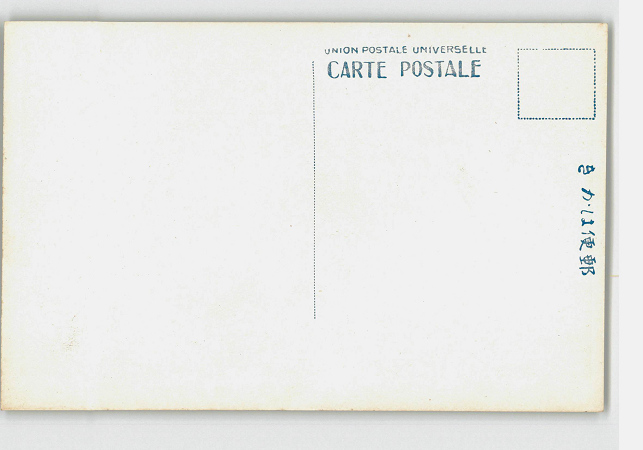 UNION POSTALE UNIVERSELLE
CARTE POSTALE
郵便はかき